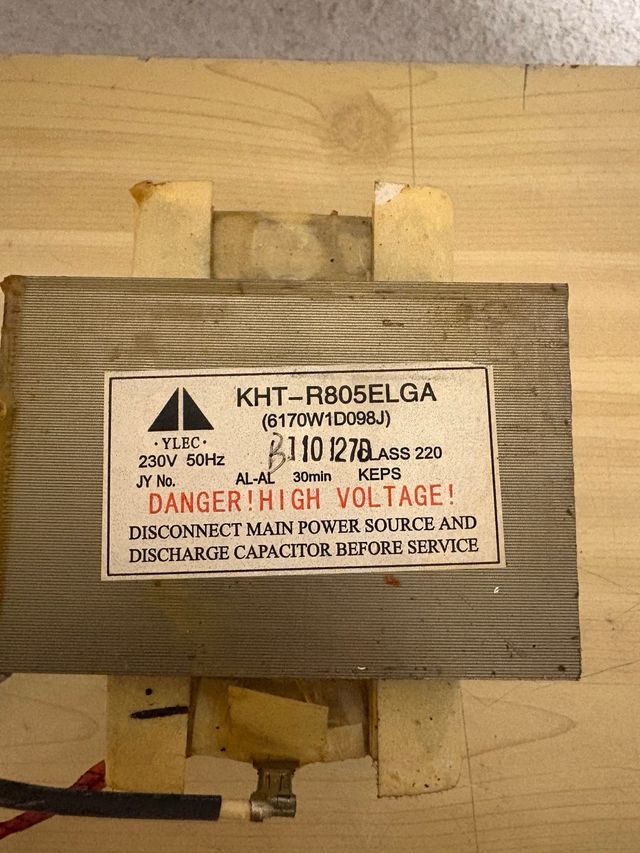 KHT-R805ELGA
(6170W1D098J)
·YLEC·
B110127D
230V 50Hz CLASS 220
JY No. AL-AL 30min KEPS
DANGER!HIGH VOLTAGE!
DISCONNECT MAIN POWER SOURCE AND
DISCHARGE CAPACITOR BEFORE SERVICE